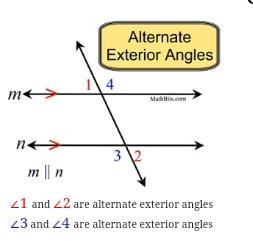 Alternate
Exterior Angles
m
1 4
MathBits.com
n
3 2
m ∥ n
∠1 and ∠2 are alternate exterior angles
∠3 and ∠4 are alternate exterior angles